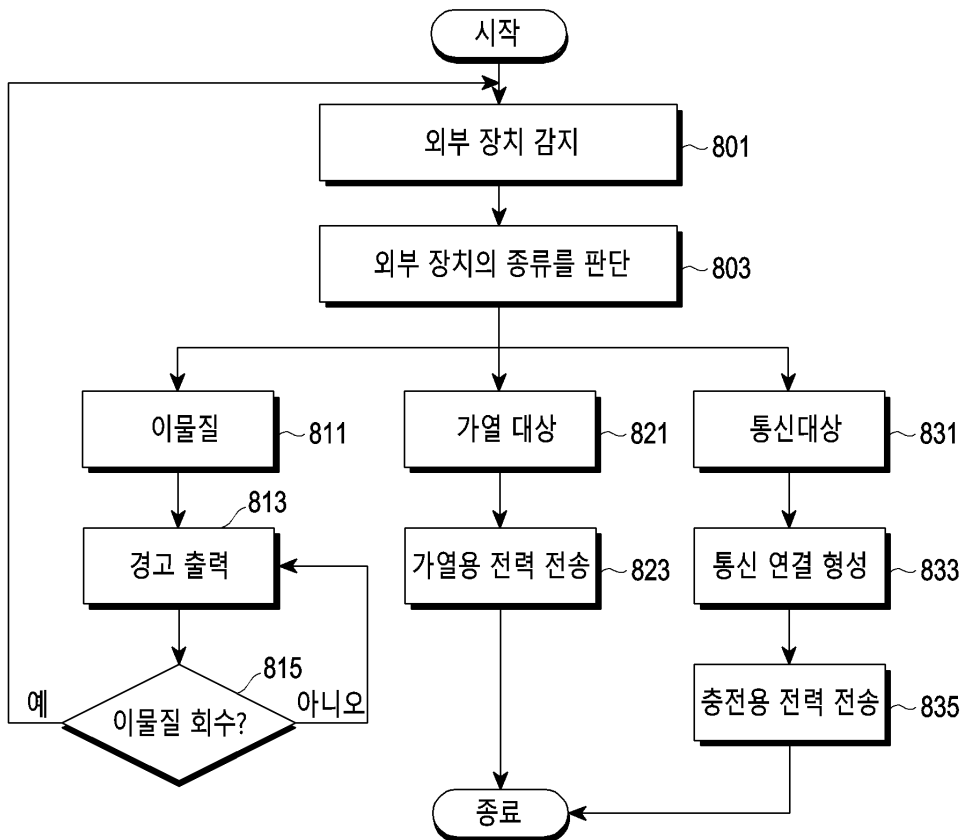 시작
외부 장치 감지
801
외부 장치의 종류를 판단
803
이물질
811
가열 대상
821
통신대상
831
813
경고 출력
가열용 전력 전송
823
통신 연결 형성
833
815
예
이물질 회수?
아니오
충전용 전력 전송
835
종료